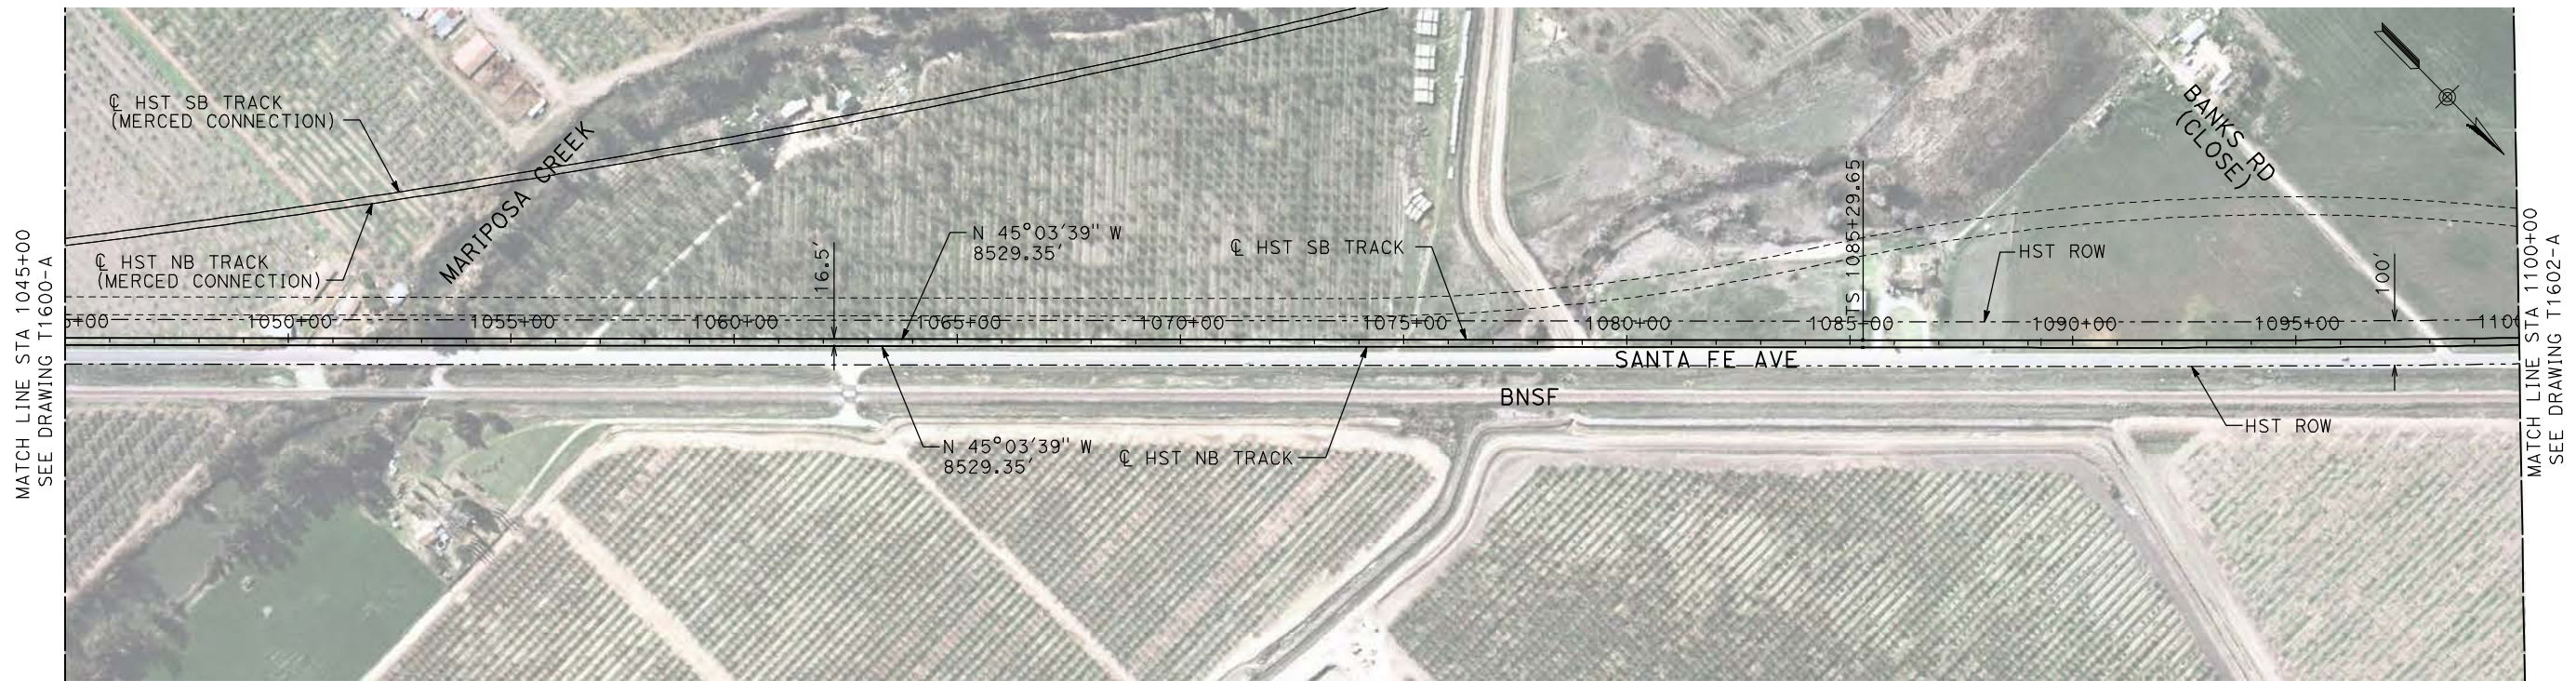 MATCH LINE STA 1045+00
SEE DRAWING T1600-A
℄ HST SB TRACK
(MERCED CONNECTION)
℄ HST NB TRACK
(MERCED CONNECTION)
MARIPOSA CREEK
16.5'
N 45°03'39" W
8529.35'
℄ HST SB TRACK
TS 1085+29.65
HST ROW
BANKS RD
(CLOSE)
100'
5+00
1050+00
1055+00
1060+00
1065+00
1070+00
1075+00
1080+00
1085+00
1090+00
1095+00
1100
SANTA FE AVE
BNSF
N 45°03'39" W
8529.35'
℄ HST NB TRACK
HST ROW
MATCH LINE STA 1100+00
SEE DRAWING T1602-A